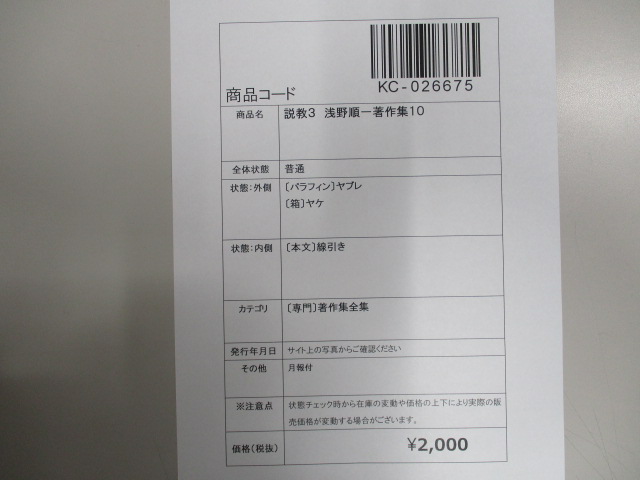 商品コード
KC-026675
商品名 説教3 浅野順一著作集10
全体状態 普通
状態:外側 〔パラフィン〕ヤブレ
〔箱〕ヤケ
状態:内側 〔本文〕線引き
カテゴリ 〔専門〕著作集全集
発行年月日 サイト上の写真からご確認ください
その他 月報付
※注意点 状態チェック時から在庫の変動や価格の上下により実際の販
売価格が変動する場合がございます。
価格(税抜) ¥2,000